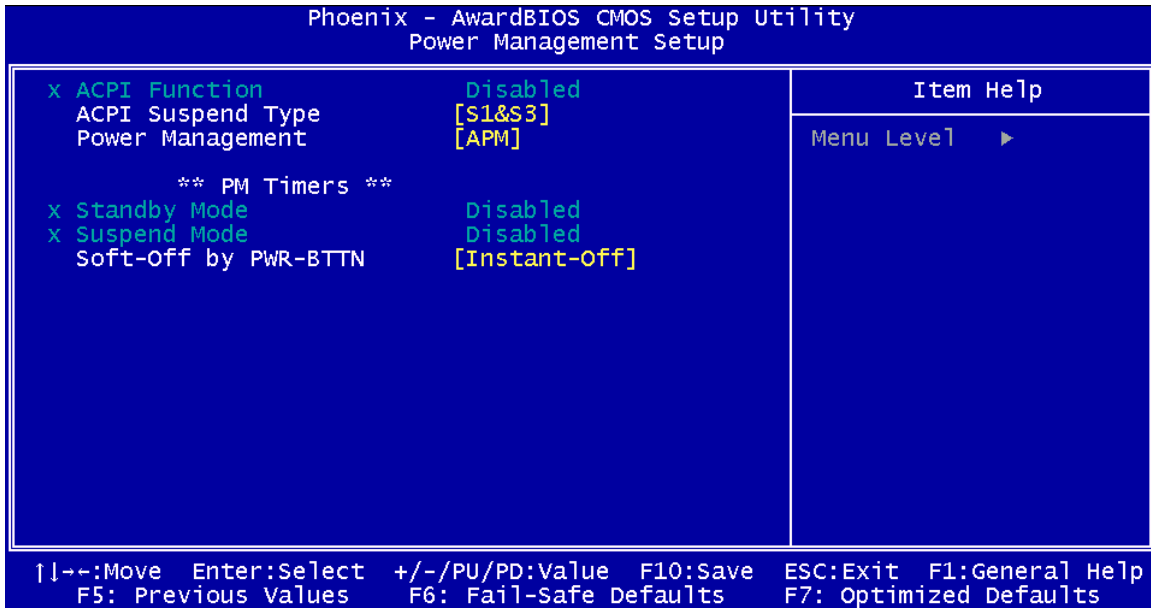 Phoenix - AwardBIOS CMOS Setup Utility
Power Management Setup
x ACPI Function Disabled
ACPI Suspend Type [S1&S3]
Power Management [APM]
** PM Timers **
x Standby Mode Disabled
x Suspend Mode Disabled
Soft-Off by PWR-BTTN [Instant-Off]
Item Help
Menu Level ▶
↑↓→←:Move Enter:Select +/-/PU/PD:Value F10:Save ESC:Exit F1:General Help
F5: Previous Values F6: Fail-Safe Defaults F7: Optimized Defaults